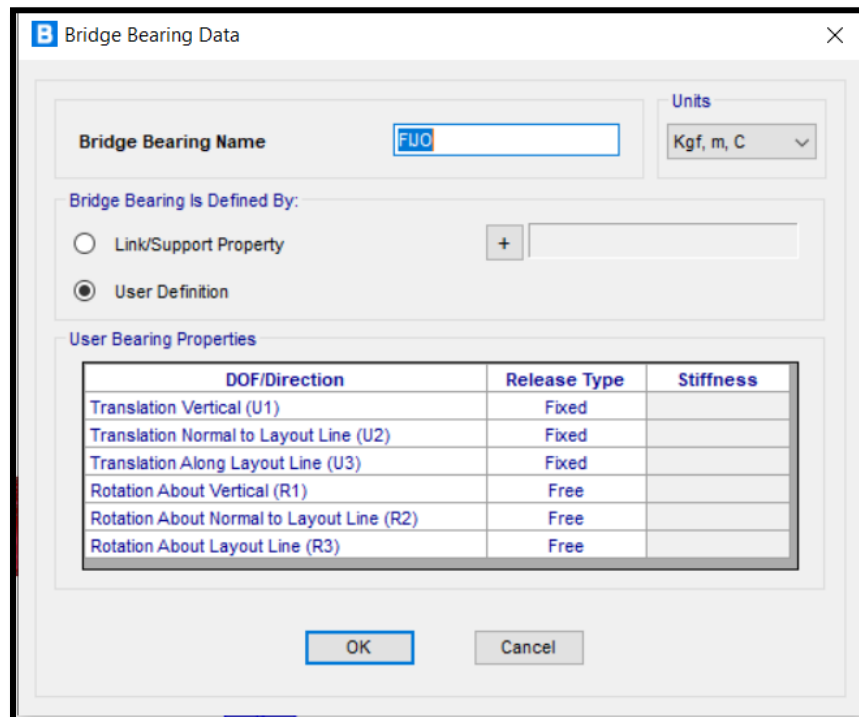 B Bridge Bearing Data
Units
Bridge Bearing Name FIJO Kgf, m, C
Bridge Bearing Is Defined By:
Link/Support Property +
User Definition
User Bearing Properties
DOF/Direction Release Type Stiffness
Translation Vertical (U1) Fixed
Translation Normal to Layout Line (U2) Fixed
Translation Along Layout Line (U3) Fixed
Rotation About Vertical (R1) Free
Rotation About Normal to Layout Line (R2) Free
Rotation About Layout Line (R3) Free
OK Cancel